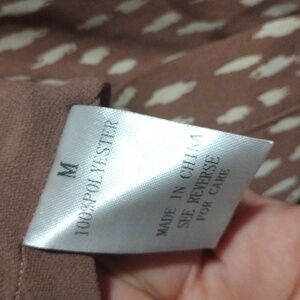 M
100%POLYESTER
MADE IN CHINA
SEE REVERSE
FOR CARE